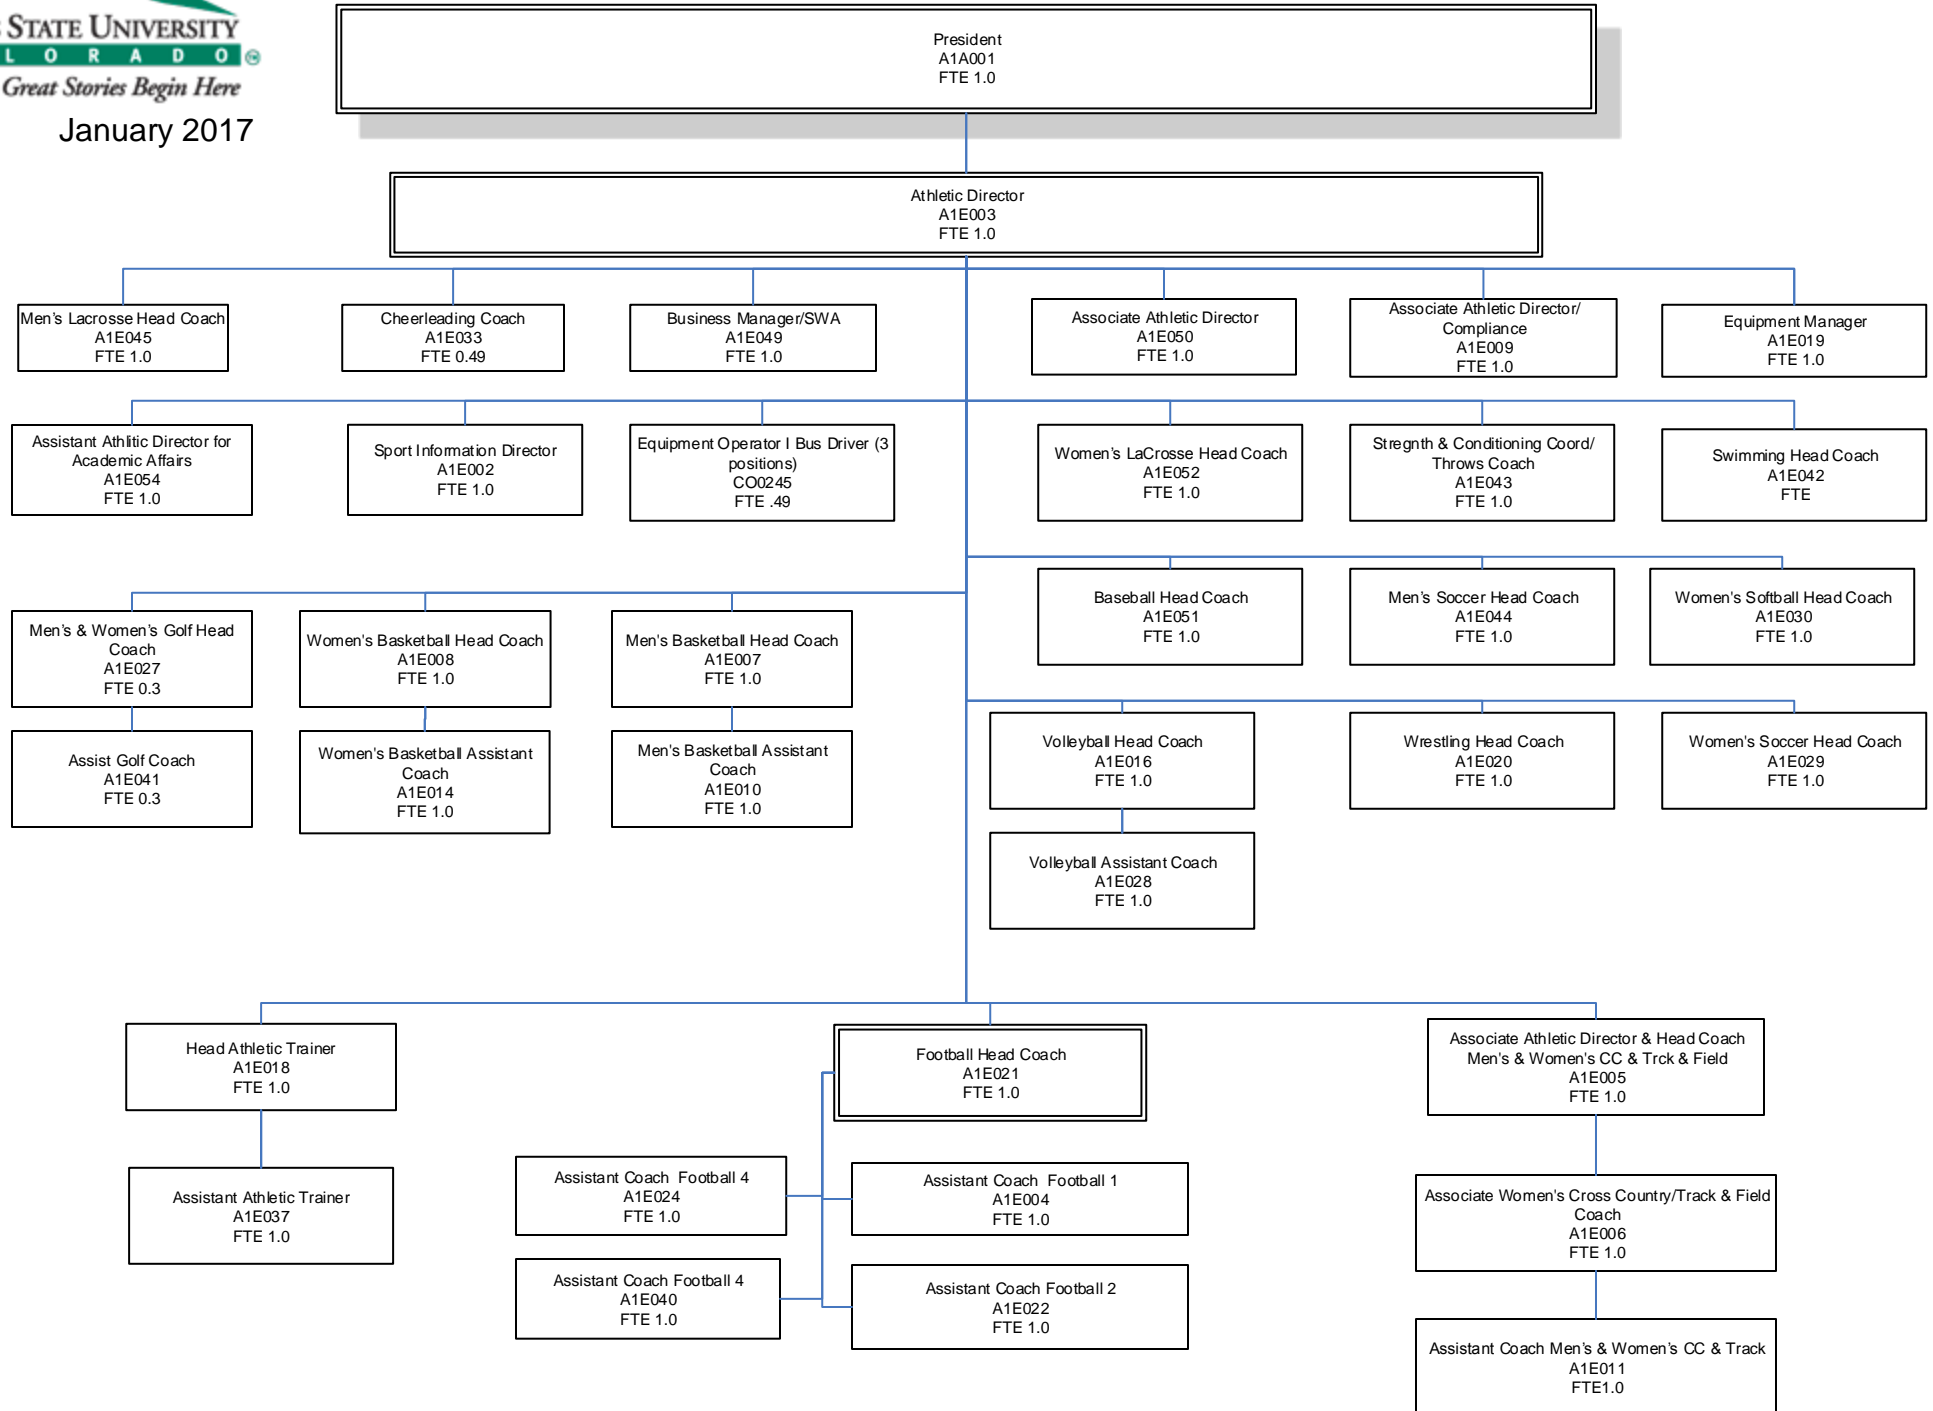 STATE UNIVERSITY
L O R A D O
Great Stories Begin Here
January 2017
President
A1A001
FTE 1.0
Athletic Director
A1E003
FTE 1.0
Men's Lacrosse Head Coach
A1E045
FTE 1.0
Cheerleading Coach
A1E033
FTE 0.49
Business Manager/SWA
A1E049
FTE 1.0
Associate Athletic Director
A1E050
FTE 1.0
Associate Athletic Director/
Compliance
A1E009
FTE 1.0
Equipment Manager
A1E019
FTE 1.0
Assistant Athlitic Director for
Academic Affairs
A1E054
FTE 1.0
Sport Information Director
A1E002
FTE 1.0
Equipment Operator I Bus Driver (3
positions)
CO0245
FTE .49
Women's LaCrosse Head Coach
A1E052
FTE 1.0
Stregnth & Conditioning Coord/
Throws Coach
A1E043
FTE 1.0
Swimming Head Coach
A1E042
FTE
Baseball Head Coach
A1E051
FTE 1.0
Men's Soccer Head Coach
A1E044
FTE 1.0
Women's Softball Head Coach
A1E030
FTE 1.0
Men's & Women's Golf Head
Coach
A1E027
FTE 0.3
Women's Basketball Head Coach
A1E008
FTE 1.0
Men's Basketball Head Coach
A1E007
FTE 1.0
Assist Golf Coach
A1E041
FTE 0.3
Women's Basketball Assistant
Coach
A1E014
FTE 1.0
Men's Basketball Assistant
Coach
A1E010
FTE 1.0
Volleyball Head Coach
A1E016
FTE 1.0
Wrestling Head Coach
A1E020
FTE 1.0
Women's Soccer Head Coach
A1E029
FTE 1.0
Volleyball Assistant Coach
A1E028
FTE 1.0
Head Athletic Trainer
A1E018
FTE 1.0
Football Head Coach
A1E021
FTE 1.0
Associate Athletic Director & Head Coach
Men's & Women's CC & Trck & Field
A1E005
FTE 1.0
Assistant Athletic Trainer
A1E037
FTE 1.0
Assistant Coach Football 4
A1E024
FTE 1.0
Assistant Coach Football 1
A1E004
FTE 1.0
Associate Women's Cross Country/Track & Field
Coach
A1E006
FTE 1.0
Assistant Coach Football 4
A1E040
FTE 1.0
Assistant Coach Football 2
A1E022
FTE 1.0
Assistant Coach Men's & Women's CC & Track
A1E011
FTE1.0